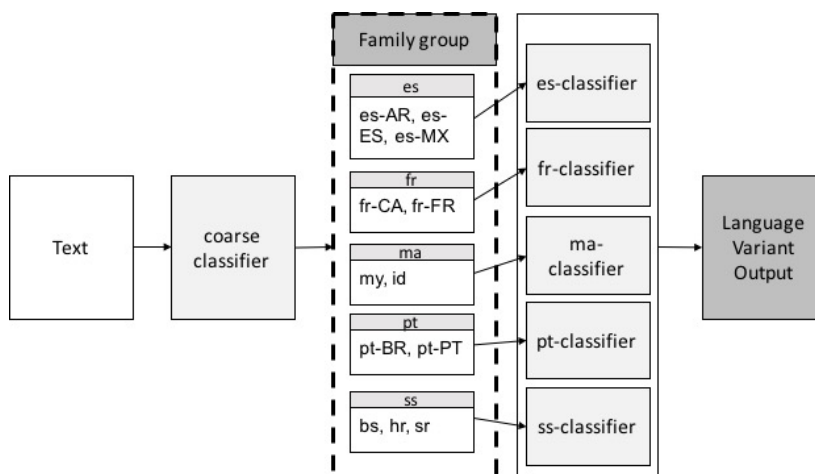 Text
coarse
classifier
Family group
es
es-AR, es-
ES, es-MX
fr
fr-CA, fr-FR
ma
my, id
pt
pt-BR, pt-PT
ss
bs, hr, sr
es-classifier
fr-classifier
ma-
classifier
pt-classifier
ss-classifier
Language
Variant
Output